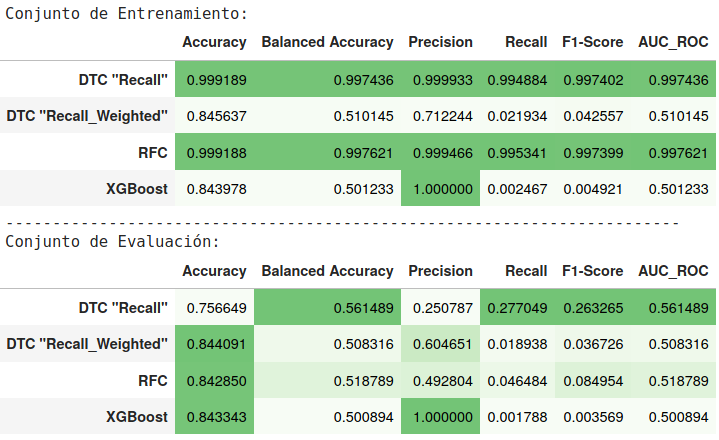 Conjunto de Entrenamiento:
Accuracy Balanced Accuracy Precision Recall F1-Score AUC_ROC
DTC "Recall" 0.999189 0.997436 0.999933 0.994884 0.997402 0.997436
DTC "Recall_Weighted" 0.845637 0.510145 0.712244 0.021934 0.042557 0.510145
RFC 0.999188 0.997621 0.999466 0.995341 0.997399 0.997621
XGBoost 0.843978 0.501233 1.000000 0.002467 0.004921 0.501233
------------------------------------------------------------------------
Conjunto de Evaluación:
Accuracy Balanced Accuracy Precision Recall F1-Score AUC_ROC
DTC "Recall" 0.756649 0.561489 0.250787 0.277049 0.263265 0.561489
DTC "Recall_Weighted" 0.844091 0.508316 0.604651 0.018938 0.036726 0.508316
RFC 0.842850 0.518789 0.492804 0.046484 0.084954 0.518789
XGBoost 0.843343 0.500894 1.000000 0.001788 0.003569 0.500894